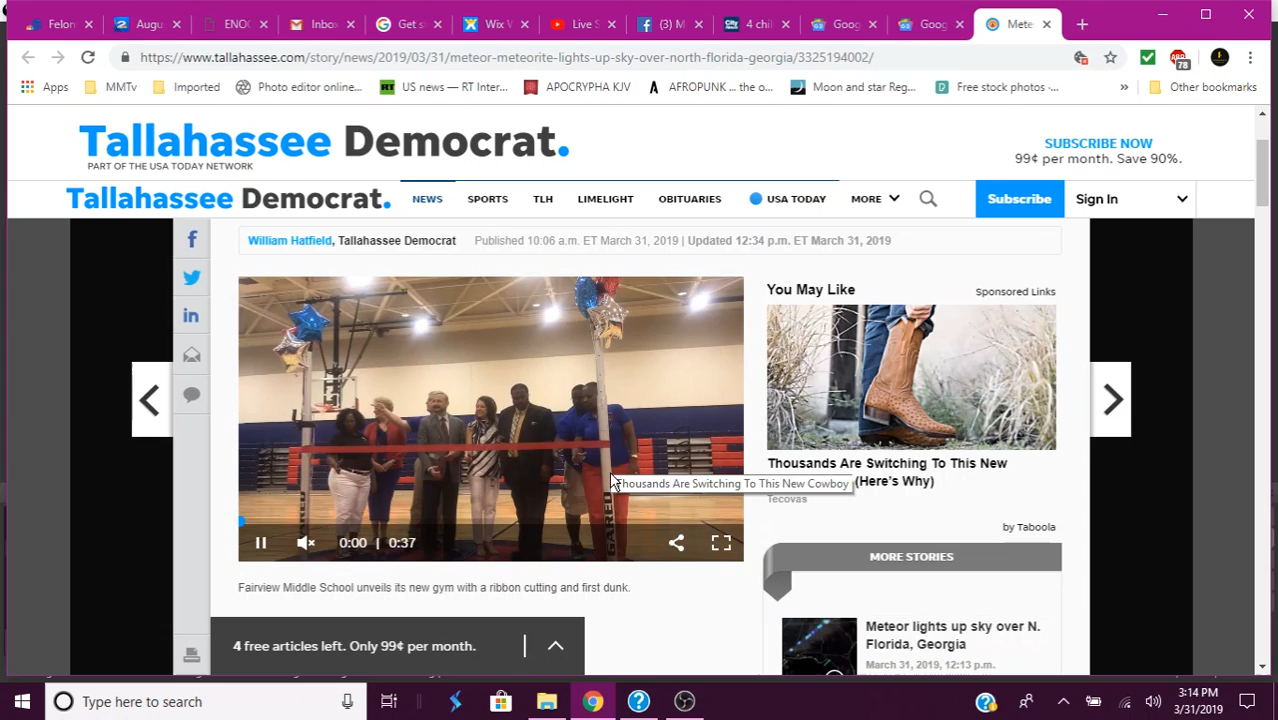 Felon
Augu
ENOC
Inbox
Get s
Wix V
Live S
(3) M
4 chil
Goog
Goog
Mete
https://www.tallahassee.com/story/news/2019/03/31/meteor-meteorite-lights-up-sky-over-north-florida-georgia/3325194002/
78
Apps
MMTv
Imported
Photo editor online...
US news — RT Inter...
APOCRYPHA KJV
AFROPUNK ... the o...
Moon and star Reg...
Free stock photos -...
»
Other bookmarks
Tallahassee Democrat.
PART OF THE USA TODAY NETWORK
SUBSCRIBE NOW
99¢ per month. Save 90%.
Tallahassee Democrat.
NEWS
SPORTS
TLH
LIMELIGHT
OBITUARIES
USA TODAY
MORE
Subscribe
Sign In
William Hatfield, Tallahassee Democrat
Published 10:06 a.m. ET March 31, 2019 | Updated 12:34 p.m. ET March 31, 2019
You May Like
Sponsored Links
Thousands Are Switching To This New
(Here's Why)
Thousands Are Switching To This New Cowboy
Tecovas
by Taboola
0:00 | 0:37
Fairview Middle School unveils its new gym with a ribbon cutting and first dunk.
MORE STORIES
Meteor lights up sky over N.
Florida, Georgia
March 31, 2019, 12:13 p.m.
4 free articles left. Only 99¢ per month.
Type here to search
3:14 PM
3/31/2019